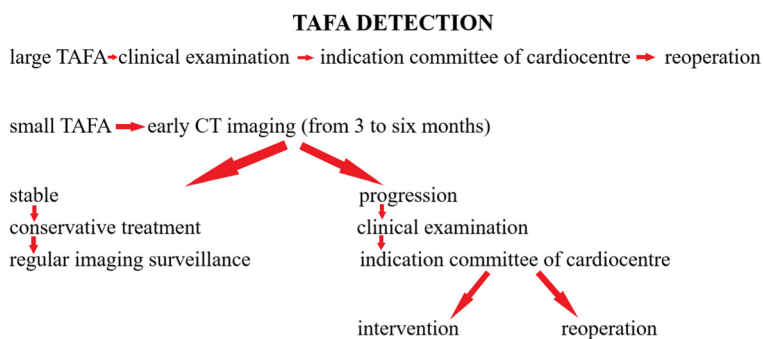 TAFA DETECTION
large TAFA clinical examination indication committee of cardiocentre reoperation
small TAFA early CT imaging (from 3 to six months)
stable progression
conservative treatment clinical examination
regular imaging surveillance indication committee of cardiocentre
intervention reoperation